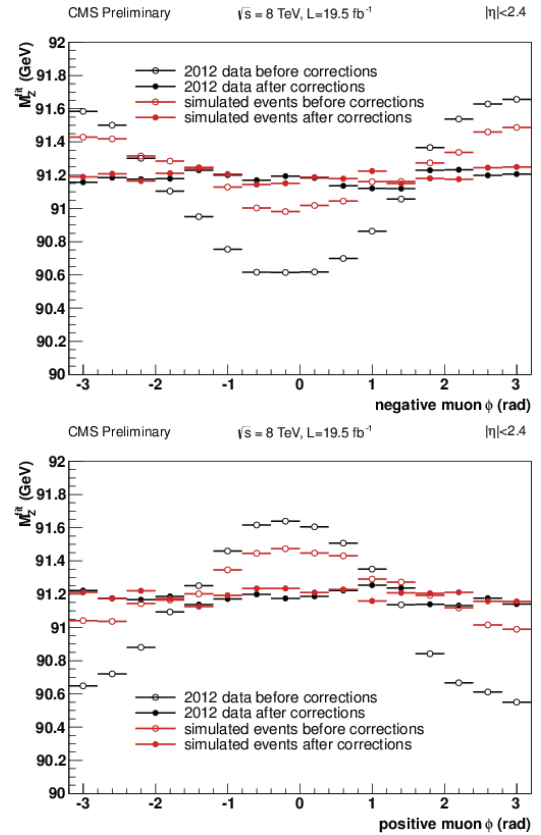 CMS Preliminary √s = 8 TeV, L=19.5 fb⁻¹ |η|<2.4
M_Z^fit (GeV)
92
91.8
91.6
91.4
91.2
91
90.8
90.6
90.4
90.2
90
2012 data before corrections
2012 data after corrections
simulated events before corrections
simulated events after corrections
-3 -2 -1 0 1 2 3
negative muon ϕ (rad)
CMS Preliminary √s = 8 TeV, L=19.5 fb⁻¹ |η|<2.4
M_Z^fit (GeV)
92
91.8
91.6
91.4
91.2
91
90.8
90.6
90.4
90.2
90
2012 data before corrections
2012 data after corrections
simulated events before corrections
simulated events after corrections
-3 -2 -1 0 1 2 3
positive muon ϕ (rad)